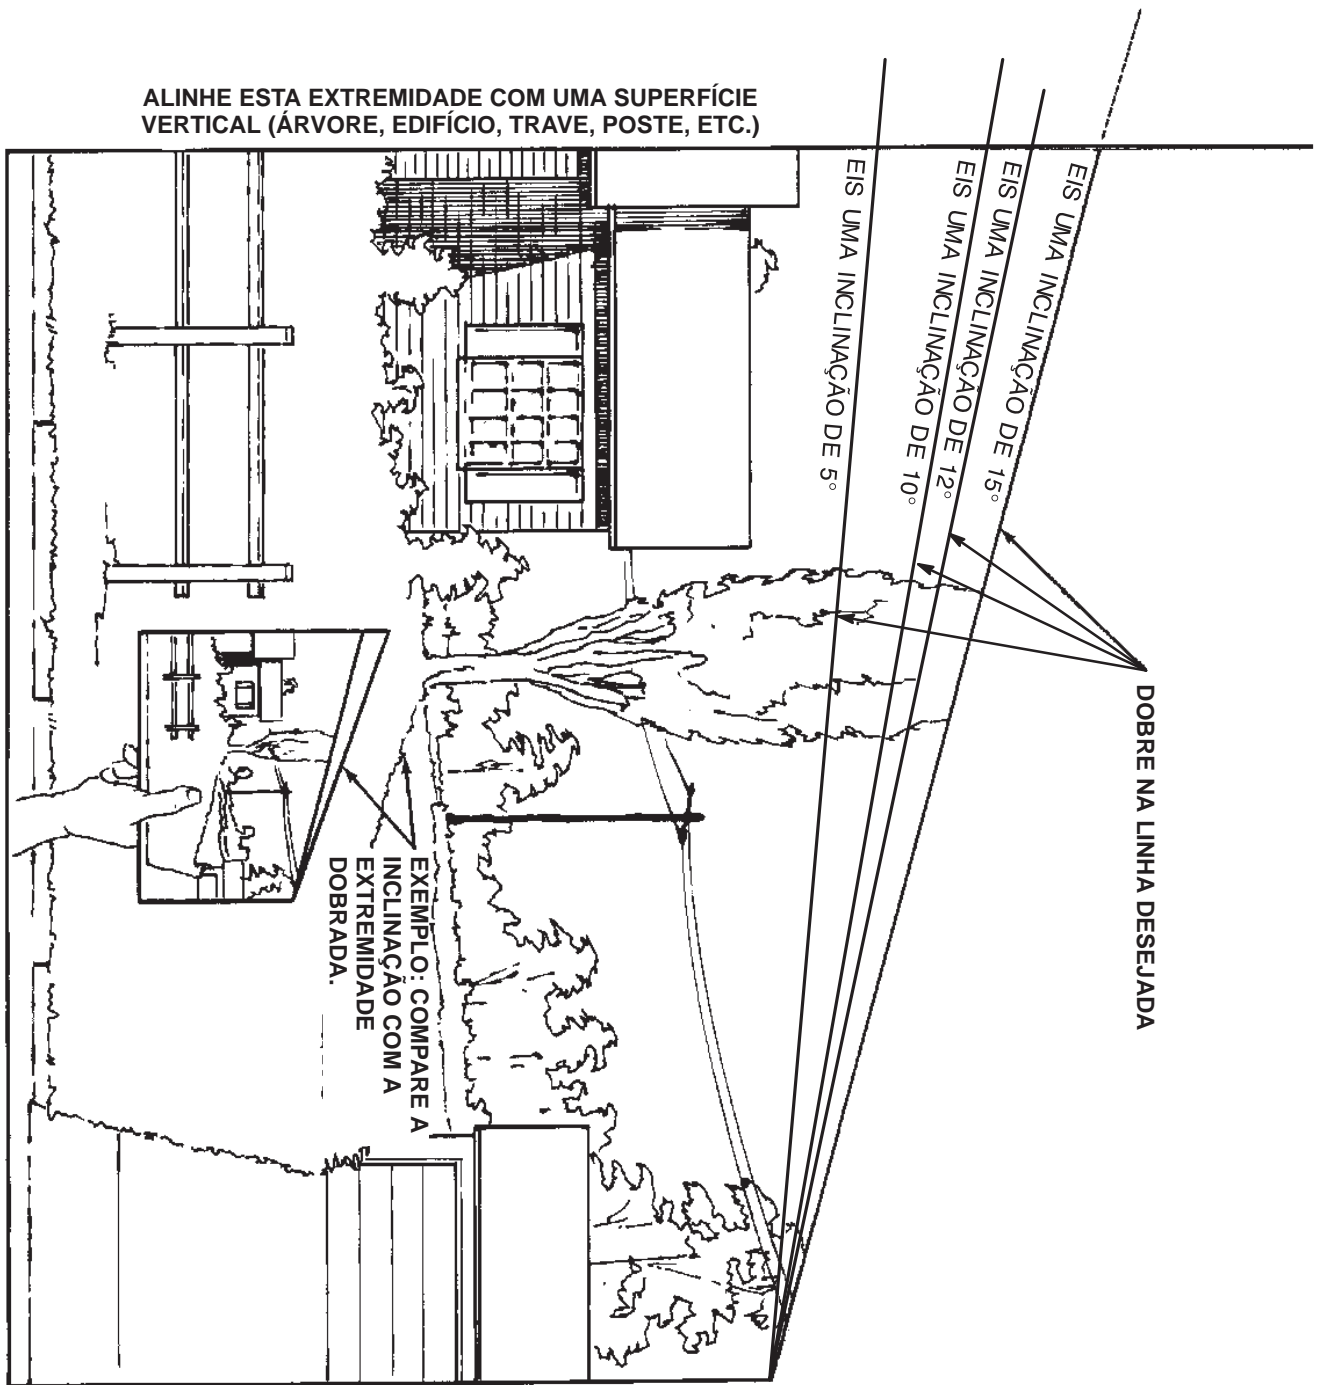 ALINHE ESTA EXTREMIDADE COM UMA SUPERFÍCIE
VERTICAL (ÁRVORE, EDIFÍCIO, TRAVE, POSTE, ETC.)
EIS UMA INCLINAÇÃO DE 15°
EIS UMA INCLINAÇÃO DE 12°
EIS UMA INCLINAÇÃO DE 10°
EIS UMA INCLINAÇÃO DE 5°
DOBRE NA LINHA DESEJADA
EXEMPLO: COMPARE A
INCLINAÇÃO COM A
EXTREMIDADE
DOBRADA.